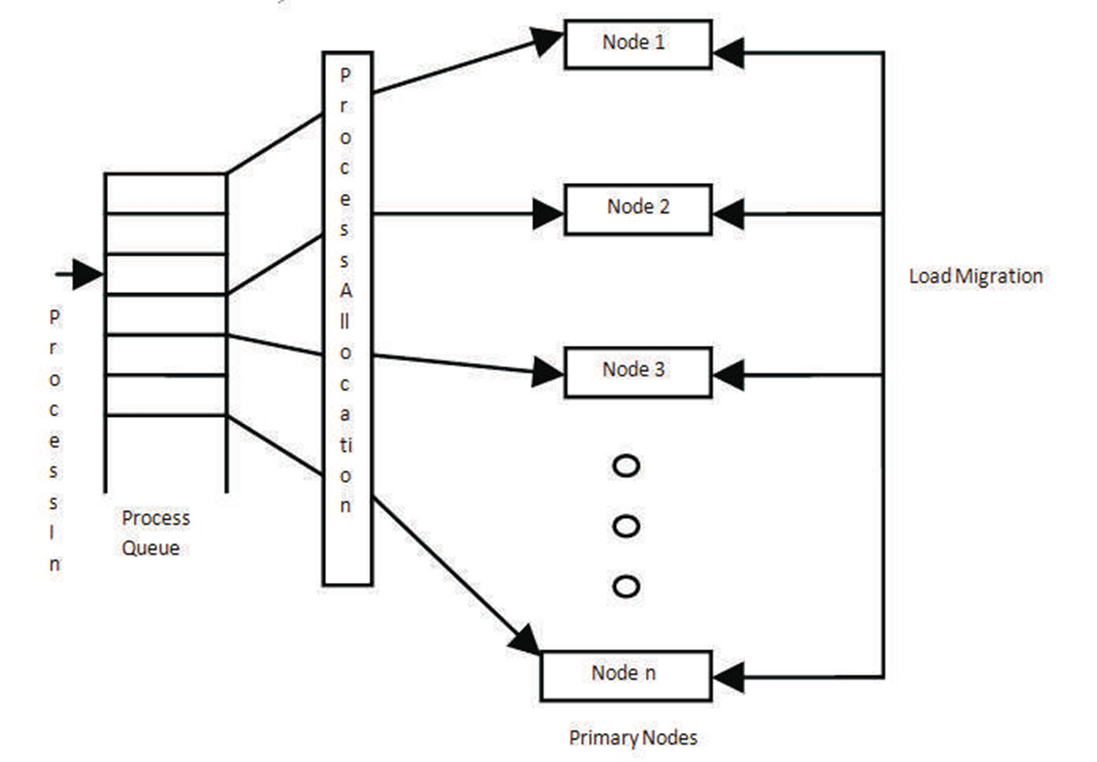 Node 1
Process Allocation
Node 2
Load Migration
Process In
Node 3
Process
Queue
Node n
Primary Nodes